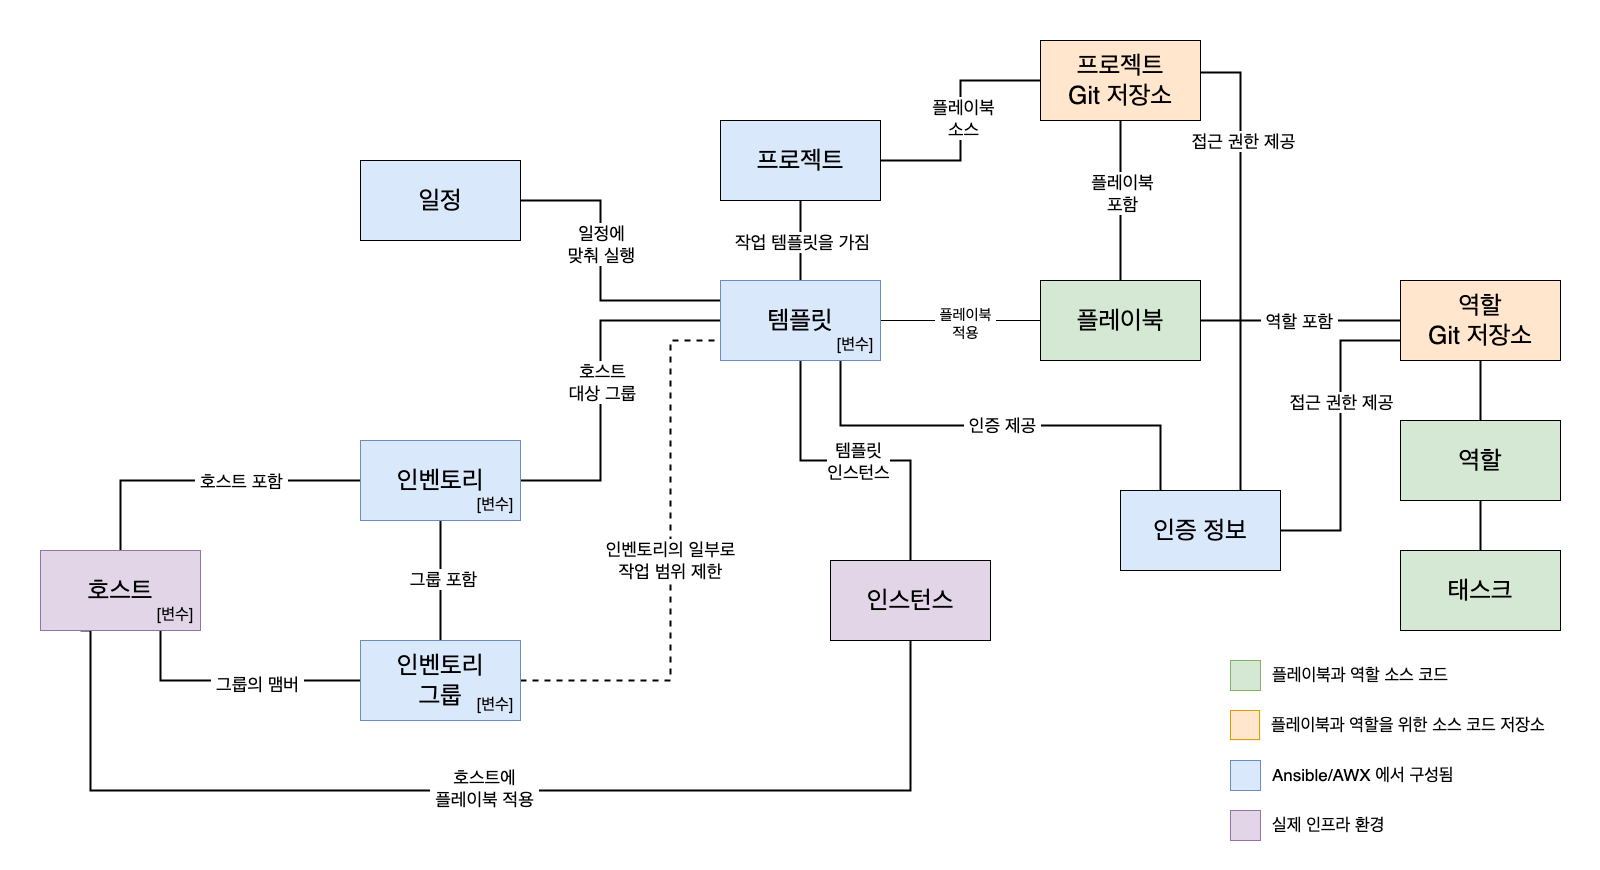 프로젝트
Git 저장소
플레이북
소스
접근 권한 제공
프로젝트
일정
플레이북
포함
일정에
맞춰 실행
작업 템플릿을 가짐
템플릿
[변수]
플레이북
적용
플레이북
역할 포함
역할
Git 저장소
호스트
대상 그룹
접근 권한 제공
인증 제공
템플릿
인스턴스
역할
호스트 포함
인벤토리
[변수]
인증 정보
인벤토리의 일부로
작업 범위 제한
그룹 포함
호스트
[변수]
인스턴스
태스크
그룹의 맴버
인벤토리
그룹
[변수]
플레이북과 역할 소스 코드
플레이북과 역할을 위한 소스 코드 저장소
호스트에
플레이북 적용
Ansible/AWX 에서 구성됨
실제 인프라 환경